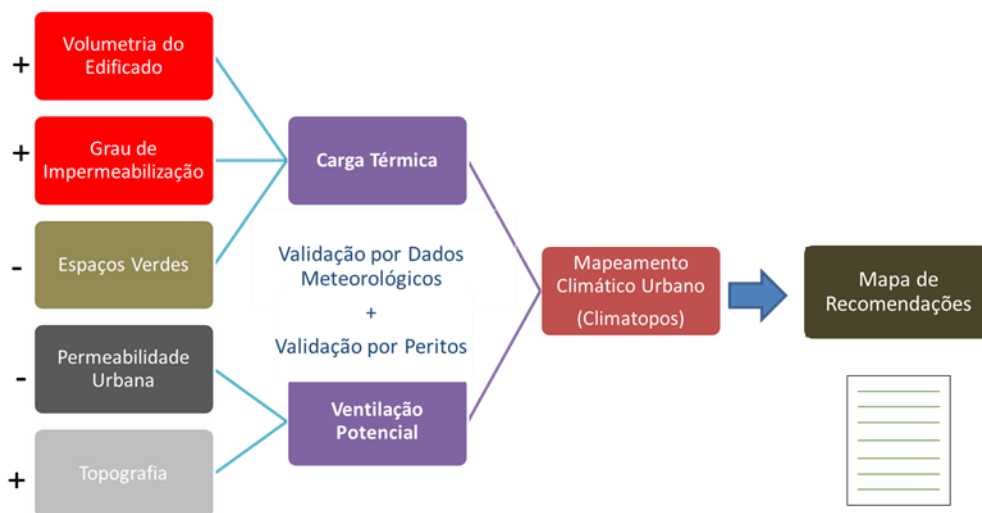 +
Volumetria do
Edificado
+
Grau de
Impermeabilização
-
Espaços Verdes
-
Permeabilidade
Urbana
+
Topografia
Carga Térmica
Validação por Dados
Meteorológicos
+
Validação por Peritos
Ventilação
Potencial
Mapeamento
Climático Urbano
(Climatopos)
Mapa de
Recomendações